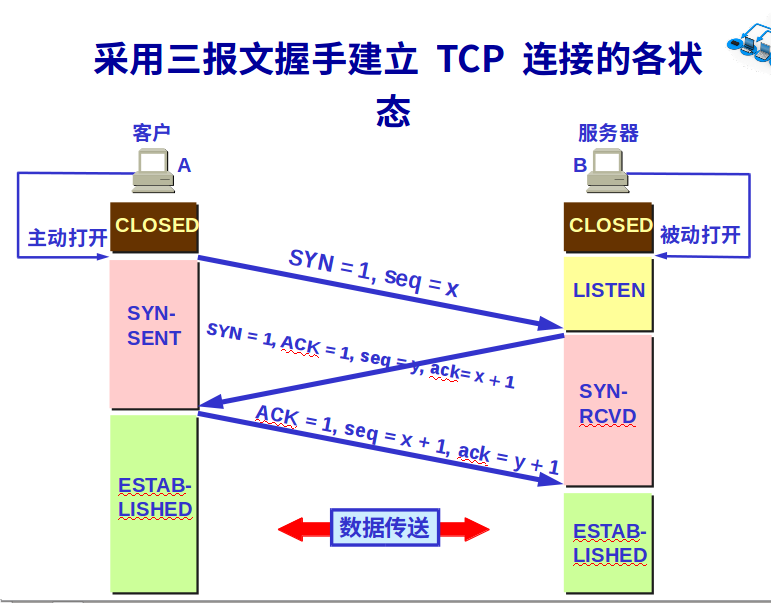 采用三报文握手建立 TCP 连接的各状
态
客户
服务器
A
B
CLOSED
CLOSED
主动打开
被动打开
SYN = 1, seq = x
LISTEN
SYN-
SENT
SYN = 1, ACK = 1, seq = y, ack= x + 1
SYN-
RCVD
ACK = 1, seq = x + 1, ack = y + 1
ESTAB-
LISHED
数据传送
ESTAB-
LISHED